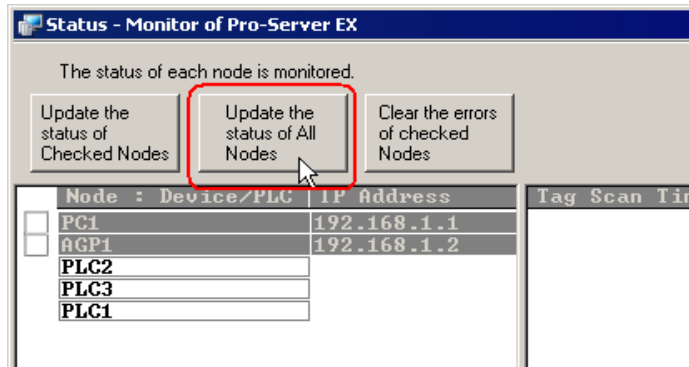 Status - Monitor of Pro-Server EX
The status of each node is monitored.
Update the
status of
Checked Nodes
Update the
status of All
Nodes
Clear the errors
of checked
Nodes
Node : Device/PLC IP Address Tag Scan
PC1 192.168.1.1
AGP1 192.168.1.2
PLC2
PLC3
PLC1